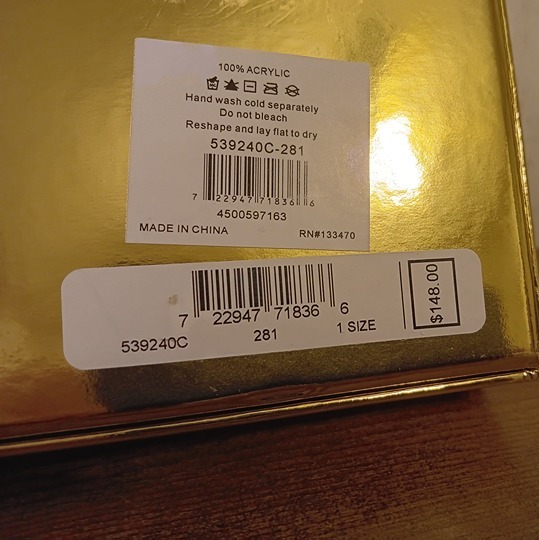 100% ACRYLIC
Hand wash cold separately
Do not bleach
Reshape and lay flat to dry
539240C-281
7 22947 71836 6
4500597163
MADE IN CHINA RN#133470
7 22947 71836 6
539240C 281 1 SIZE
$148.00